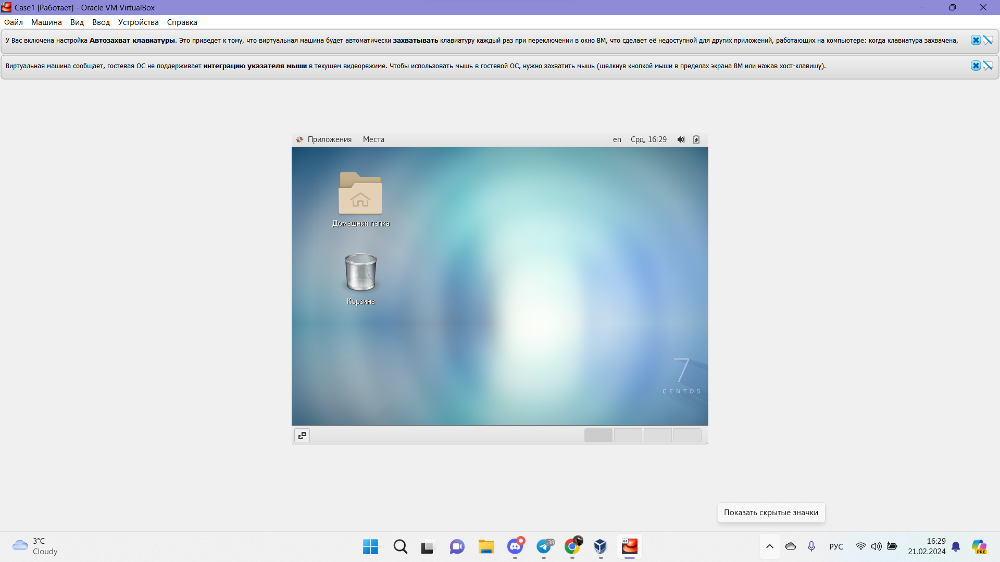 Case1 [Работает] - Oracle VM VirtualBox
Файл Машина Вид Ввод Устройства Справка
У Вас включена настройка Автозахват клавиатуры. Это приведет к тому, что виртуальная машина будет автоматически захватывать клавиатуру каждый раз при переключении в окно ВМ, что сделает её недоступной для других приложений, работающих на компьютере: когда клавиатура захвачена,
Виртуальная машина сообщает, гостевая ОС не поддерживает интеграцию указателя мыши в текущем видеорежиме. Чтобы использовать мышь в гостевой ОС, нужно захватить мышь (щелкнув кнопкой мыши в пределах экрана ВМ или нажав хост-клавишу).
Приложения Места en Срд, 16:29
Домашняя папка
Корзина
7
CENTOS
Показать скрытые значки
3°C
Cloudy
.38
64
РУС
16:29
21.02.2024
PRE